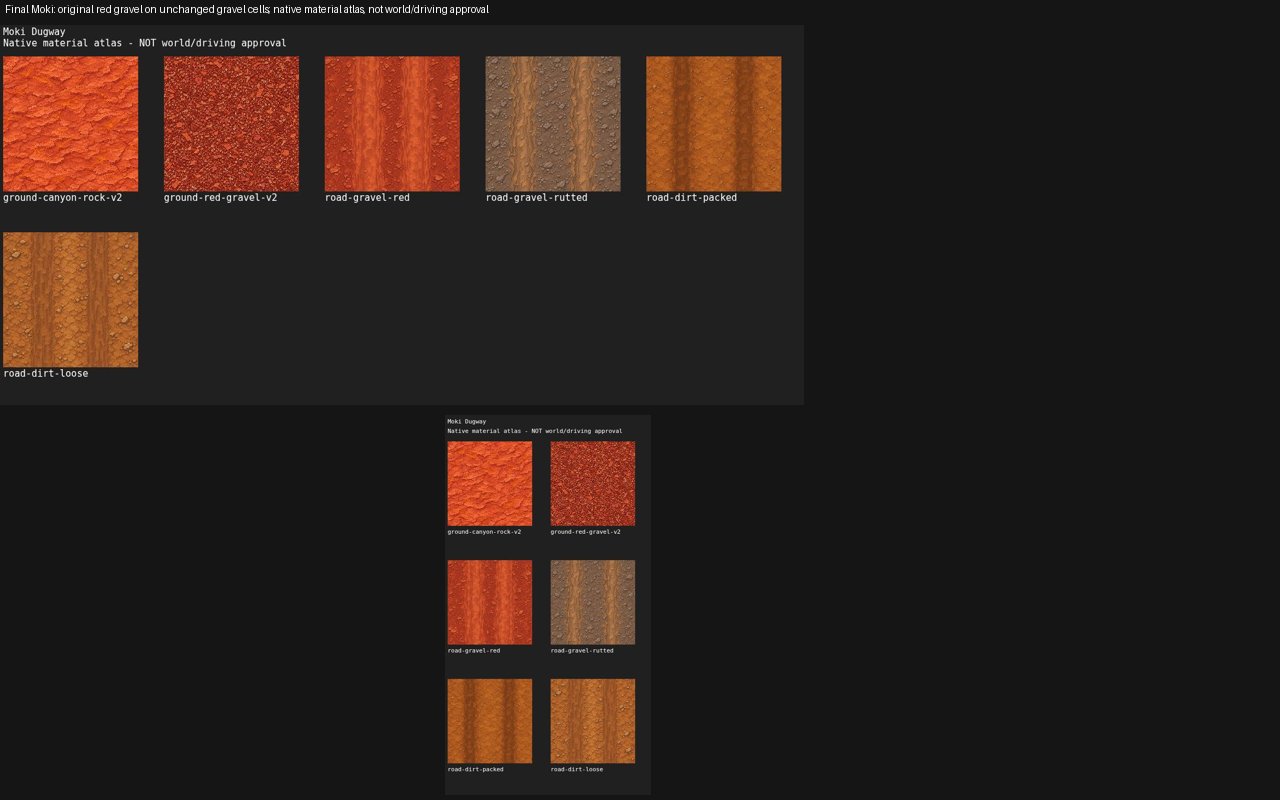 Final Moki: original red gravel on unchanged gravel cells; native material atlas, not world/driving approval
Moki Dugway
Native material atlas - NOT world/driving approval
ground-canyon-rock-v2
ground-red-gravel-v2
road-gravel-red
road-gravel-rutted
road-dirt-packed
road-dirt-loose
Moki Dugway
Native material atlas - NOT world/driving approval
ground-canyon-rock-v2
ground-red-gravel-v2
road-gravel-red
road-gravel-rutted
road-dirt-packed
road-dirt-loose